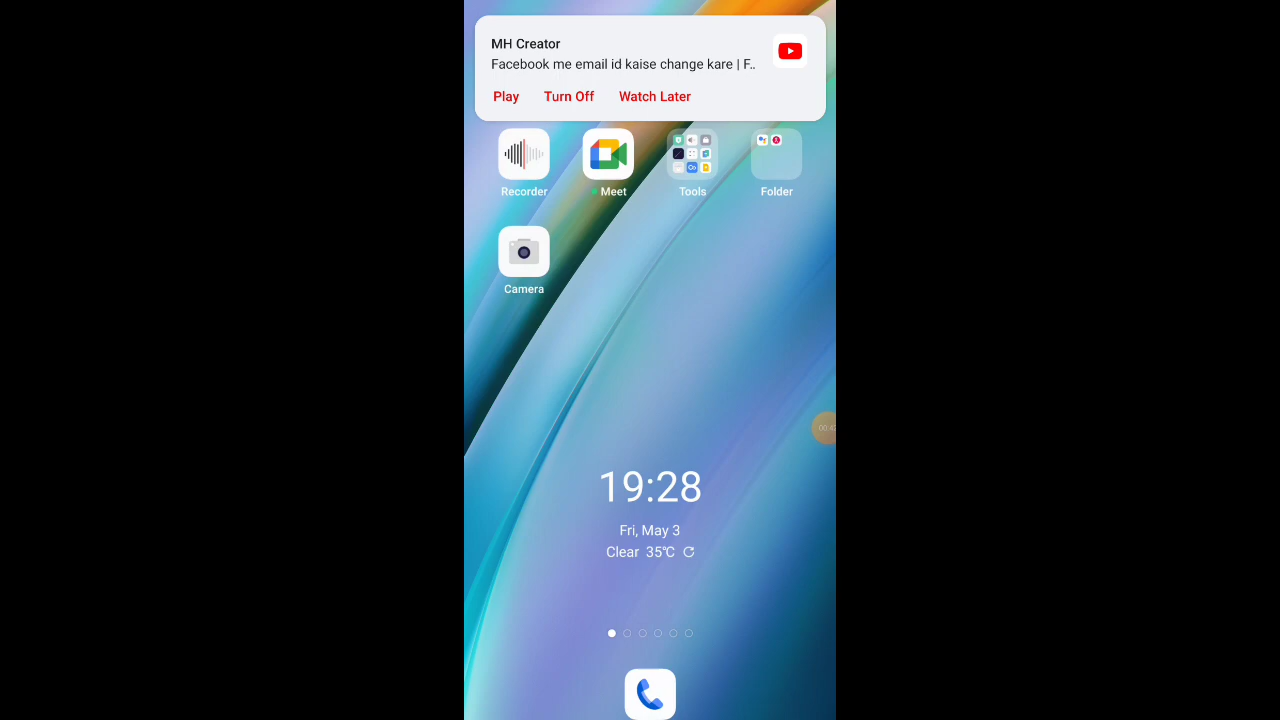 MH Creator
Facebook me email id kaise change kare | F..
Play Turn Off Watch Later
Recorder Meet Tools Folder
Camera
19:28
Fri, May 3
Clear 35℃